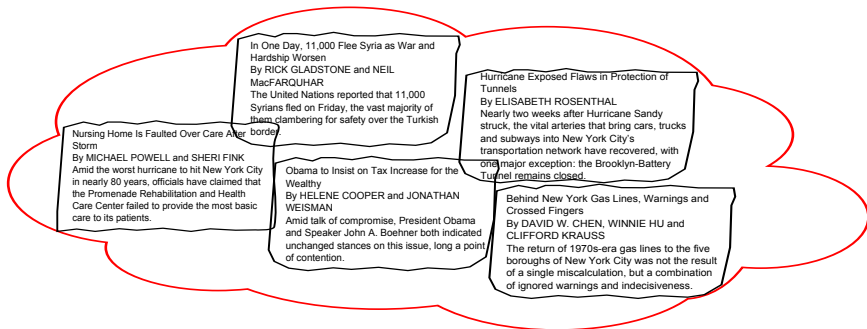 In One Day, 11,000 Flee Syria as War and
Hardship Worsen
By RICK GLADSTONE and NEIL
MacFARQUHAR
The United Nations reported that 11,000
Syrians fled on Friday, the vast majority of
them clambering for safety over the Turkish
border.
Hurricane Exposed Flaws in Protection of
Tunnels
By ELISABETH ROSENTHAL
Nearly two weeks after Hurricane Sandy
struck, the vital arteries that bring cars, trucks
and subways into New York City's
transportation network have recovered, with
one major exception: the Brooklyn-Battery
Tunnel remains closed.
Nursing Home Is Faulted Over Care After
Storm
By MICHAEL POWELL and SHERI FINK
Amid the worst hurricane to hit New York City
in nearly 80 years, officials have claimed that
the Promenade Rehabilitation and Health
Care Center failed to provide the most basic
care to its patients.
Obama to Insist on Tax Increase for the
Wealthy
By HELENE COOPER and JONATHAN
WEISMAN
Amid talk of compromise, President Obama
and Speaker John A. Boehner both indicated
unchanged stances on this issue, long a point
of contention.
Behind New York Gas Lines, Warnings and
Crossed Fingers
By DAVID W. CHEN, WINNIE HU and
CLIFFORD KRAUSS
The return of 1970s-era gas lines to the five
boroughs of New York City was not the result
of a single miscalculation, but a combination
of ignored warnings and indecisiveness.